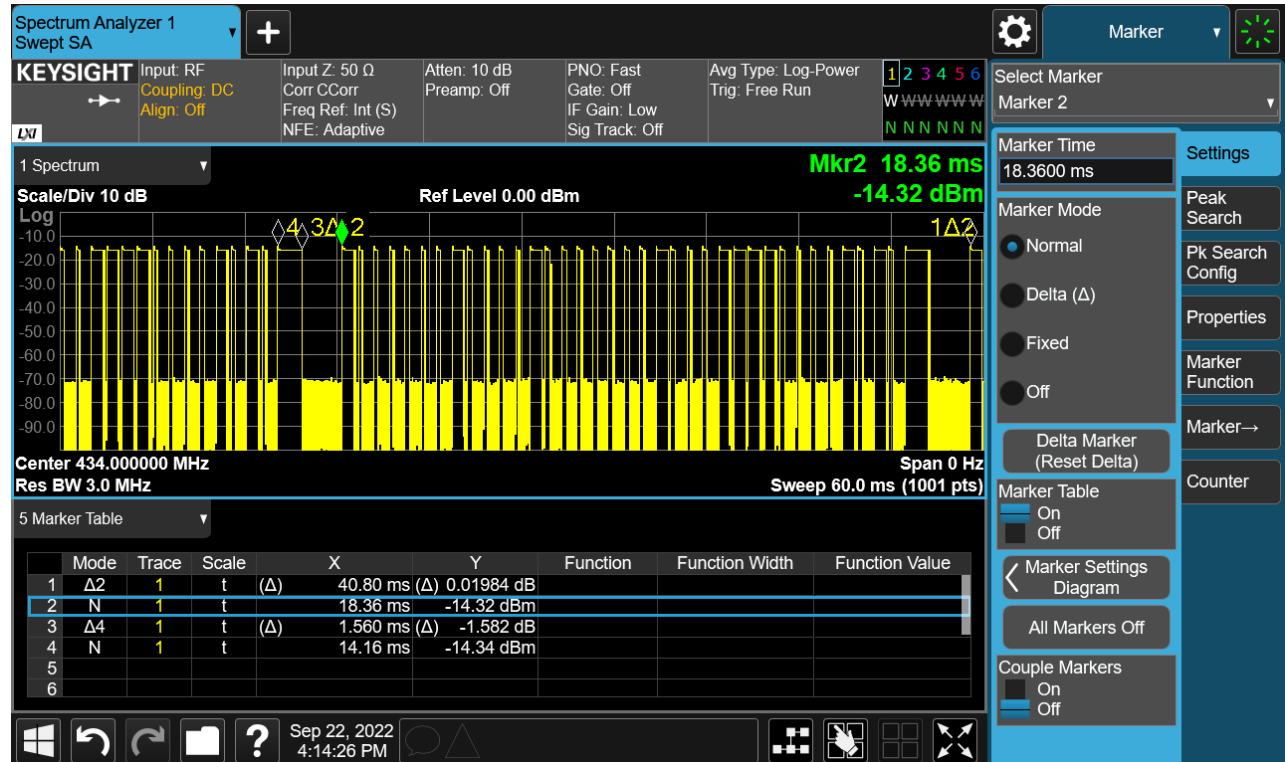 Spectrum Analyzer 1
Swept SA
+
Marker
KEYSIGHT
LXI
Input: RF
Coupling: DC
Align: Off
Input Z: 50 Ω
Corr CCorr
Freq Ref: Int (S)
NFE: Adaptive
Atten: 10 dB
Preamp: Off
PNO: Fast
Gate: Off
IF Gain: Low
Sig Track: Off
Avg Type: Log-Power
Trig: Free Run
1 2 3 4 5 6
W W W W W W
N N N N N N
1 Spectrum
Mkr2 18.36 ms
Scale/Div 10 dB Ref Level 0.00 dBm -14.32 dBm
Log
4 3Δ 2 1Δ2
-10.0
-20.0
-30.0
-40.0
-50.0
-60.0
-70.0
-80.0
-90.0
Center 434.000000 MHz Span 0 Hz
Res BW 3.0 MHz Sweep 60.0 ms (1001 pts)
5 Marker Table
Mode Trace Scale X Y Function Function Width Function Value
1 Δ2 1 t (Δ) 40.80 ms (Δ) 0.01984 dB
2 N 1 t 18.36 ms -14.32 dBm
3 Δ4 1 t (Δ) 1.560 ms (Δ) -1.582 dB
4 N 1 t 14.16 ms -14.34 dBm
5
6
?
Sep 22, 2022
4:14:26 PM
Select Marker
Marker 2
Marker Time
18.3600 ms
Marker Mode
Normal
Delta (Δ)
Fixed
Off
Delta Marker
(Reset Delta)
Marker Table
On
Off
Marker Settings
Diagram
All Markers Off
Couple Markers
On
Off
Settings
Peak
Search
Pk Search
Config
Properties
Marker
Function
Marker→
Counter